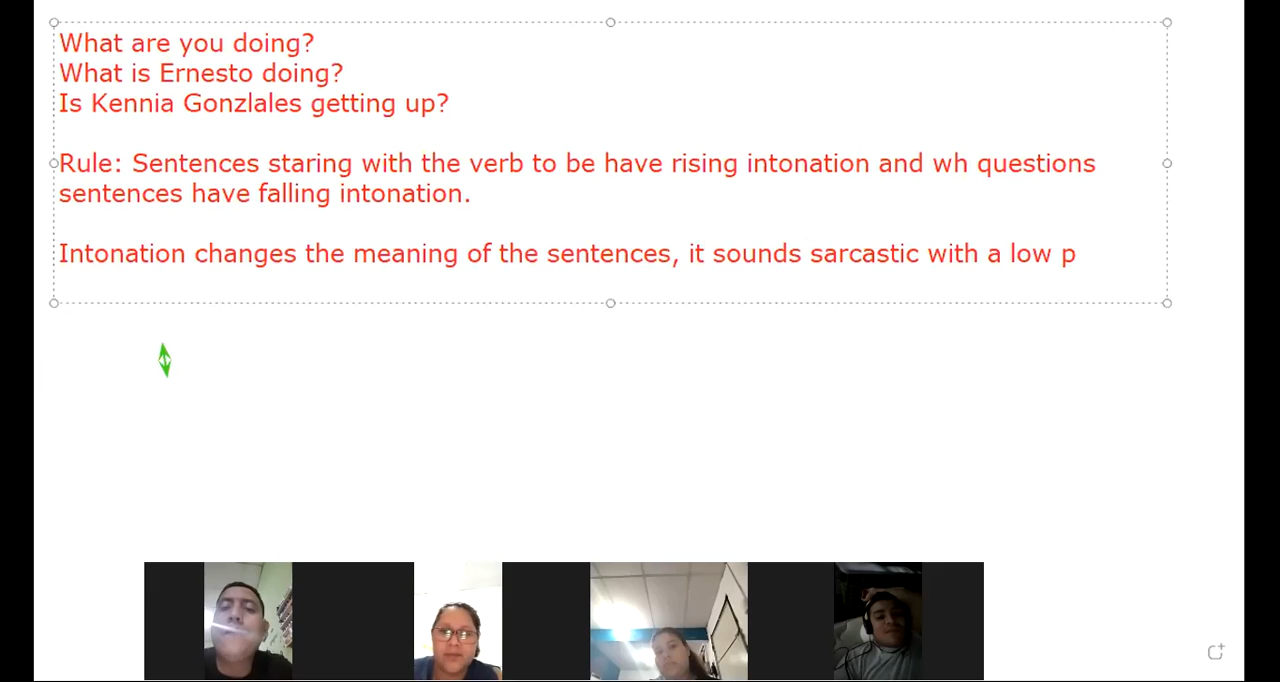 What are you doing?
What is Ernesto doing?
Is Kennia Gonzlales getting up?
Rule: Sentences staring with the verb to be have rising intonation and wh questions
sentences have falling intonation.
Intonation changes the meaning of the sentences, it sounds sarcastic with a low p